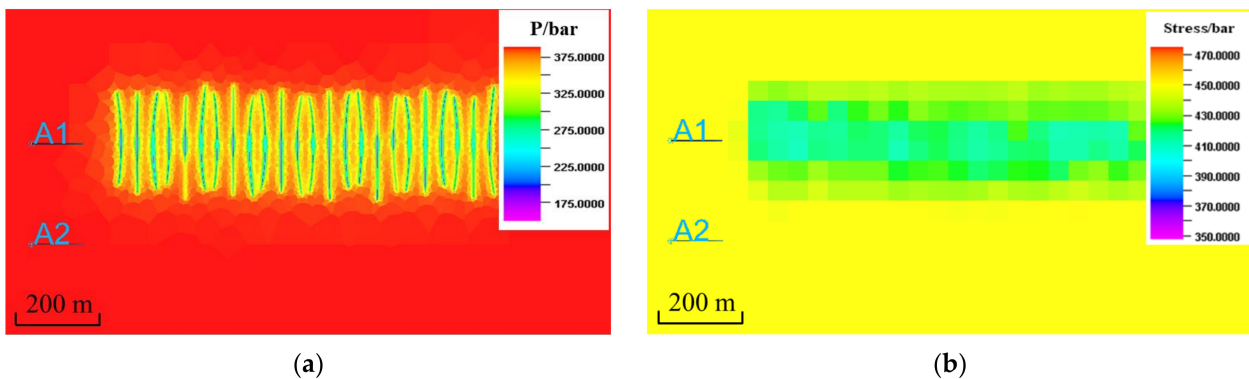 P/bar
375.0000
325.0000
275.0000
225.0000
175.0000
A1
A2
200 m
(a)
Stress/bar
470.0000
450.0000
430.0000
410.0000
390.0000
370.0000
350.0000
A1
A2
200 m
(b)